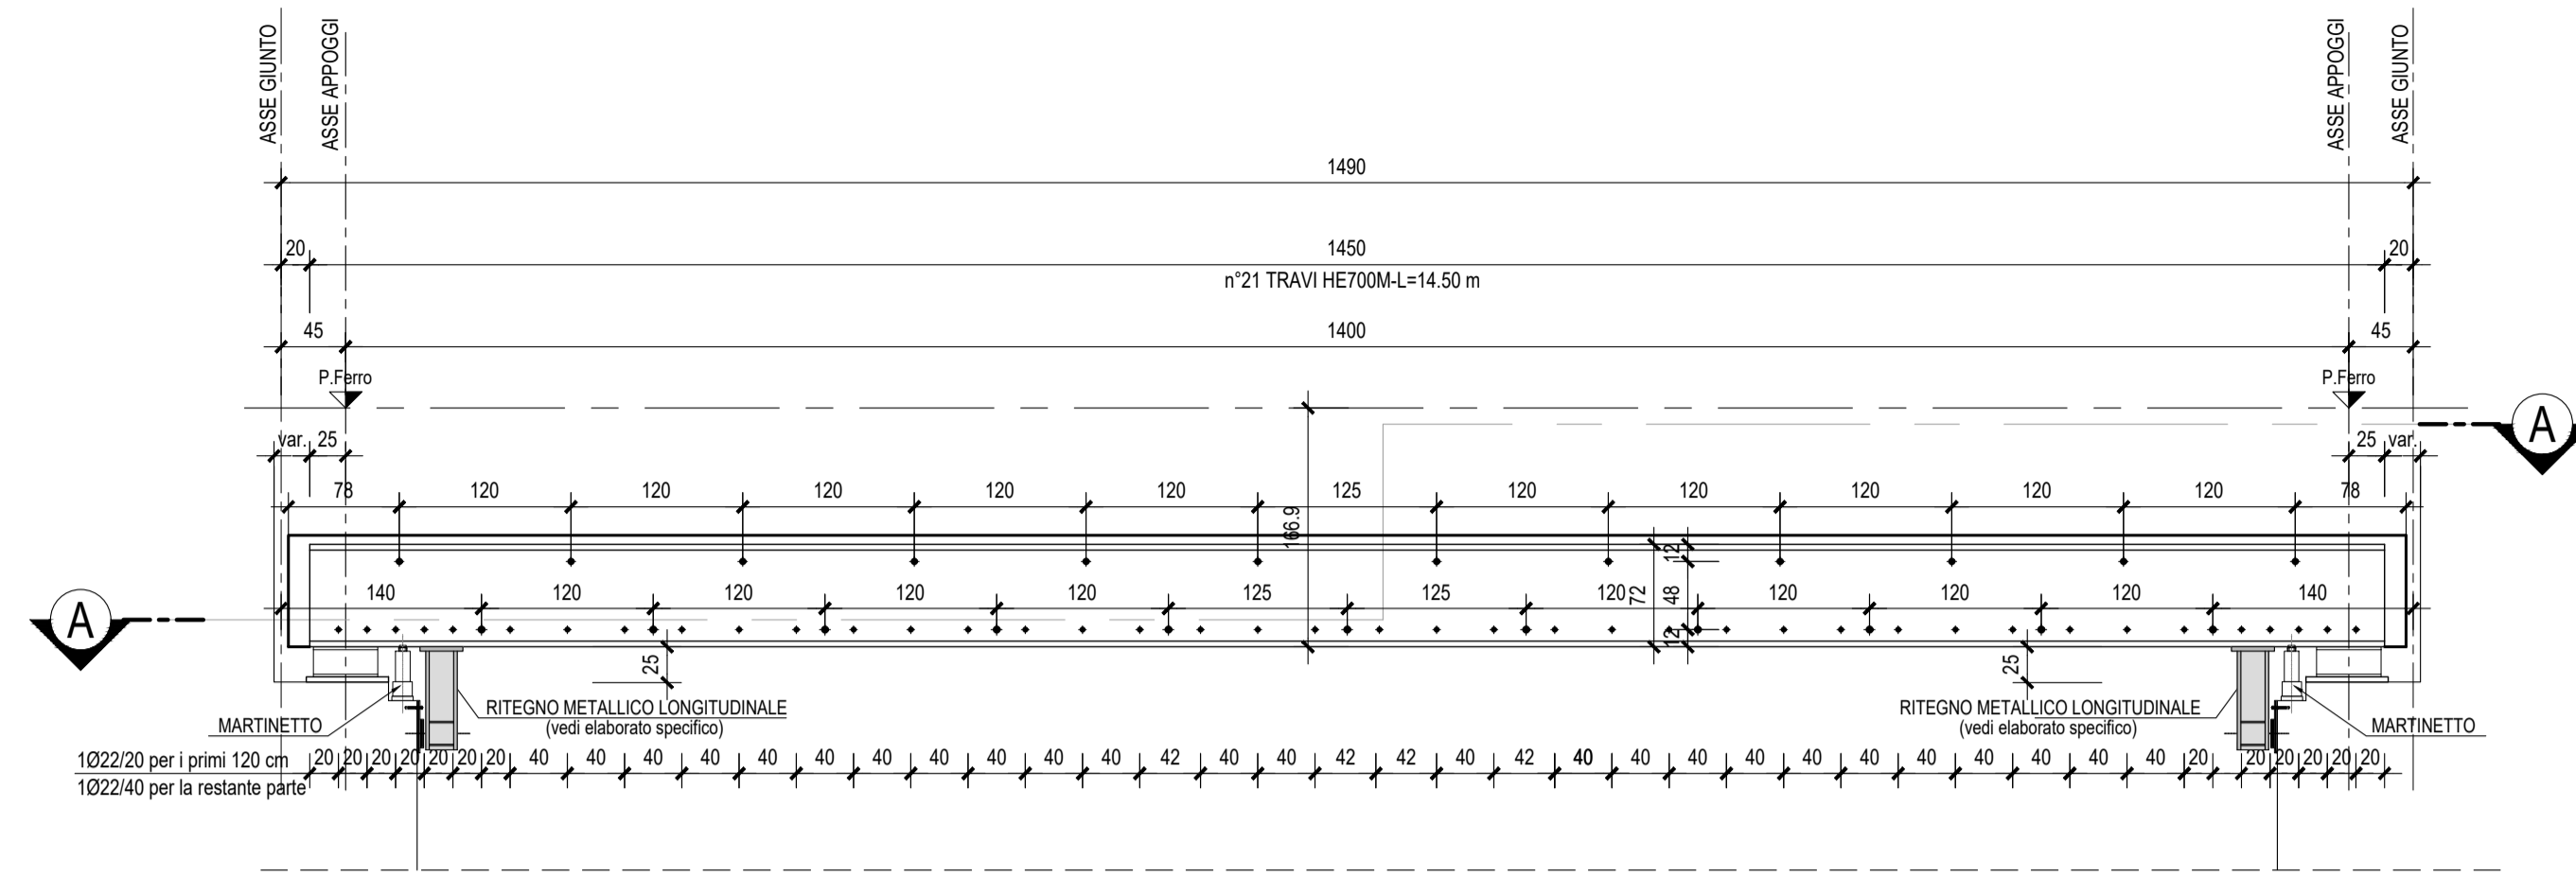 ASSE GIUNTO
ASSE APPOGGI
ASSE APPOGGI
ASSE GIUNTO
1490
20 1450 20
n°21 TRAVI HE700M-L=14.50 m
45 1400 45
P.Ferro P.Ferro
A
var. 25 25 var.
78 120 120 120 120 120 125 120 120 120 120 120 78
166.9
12
140 120 120 120 120 125 125 120 120 120 120 140
72 48
A
12
25 25
RITEGNO METALLICO LONGITUDINALE
(vedi elaborato specifico)
MARTINETTO
RITEGNO METALLICO LONGITUDINALE
(vedi elaborato specifico)
MARTINETTO
1Ø22/20 per i primi 120 cm
20 20 20 20 20 20 20 40 40 40 40 40 40 40 40 40 40 40 42 40 40 42 42 40 42 40 40 40 40 40 40 40 40 40 40 20 20 20 20 20 20
1Ø22/40 per la restante parte